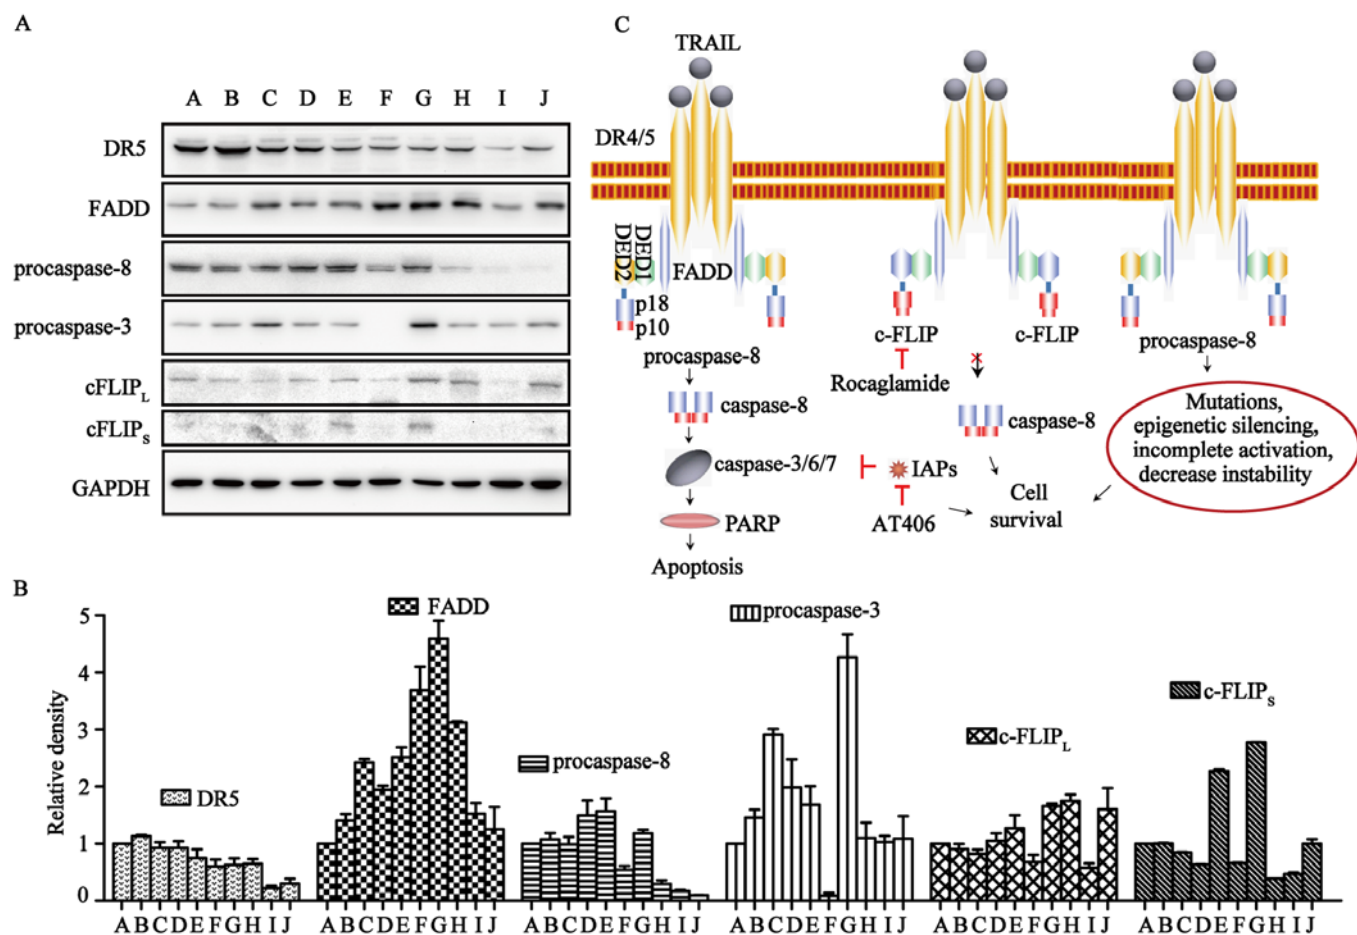 A
A B C D E F G H I J
DR5
FADD
procaspase-8
procaspase-3
cFLIPL
cFLIPS
GAPDH
C
TRAIL
DR4/5
DED2
DED1
FADD
p18
p10
procaspase-8
caspase-8
caspase-3/6/7
PARP
Apoptosis
c-FLIP
c-FLIP
Rocaglamide
caspase-8
IAPs
AT406
Cell
survival
procaspase-8
Mutations,
epigenetic silencing,
incomplete activation,
decrease instability
B
Relative density
5
4
3
2
1
0
DR5
FADD
procaspase-8
procaspase-3
c-FLIPL
c-FLIPS
A B C D E F G H I J
A B C D E F G H I J
A B C D E F G H I J
A B C D E F G H I J
A B C D E F G H I J
A B C D E F G H I J